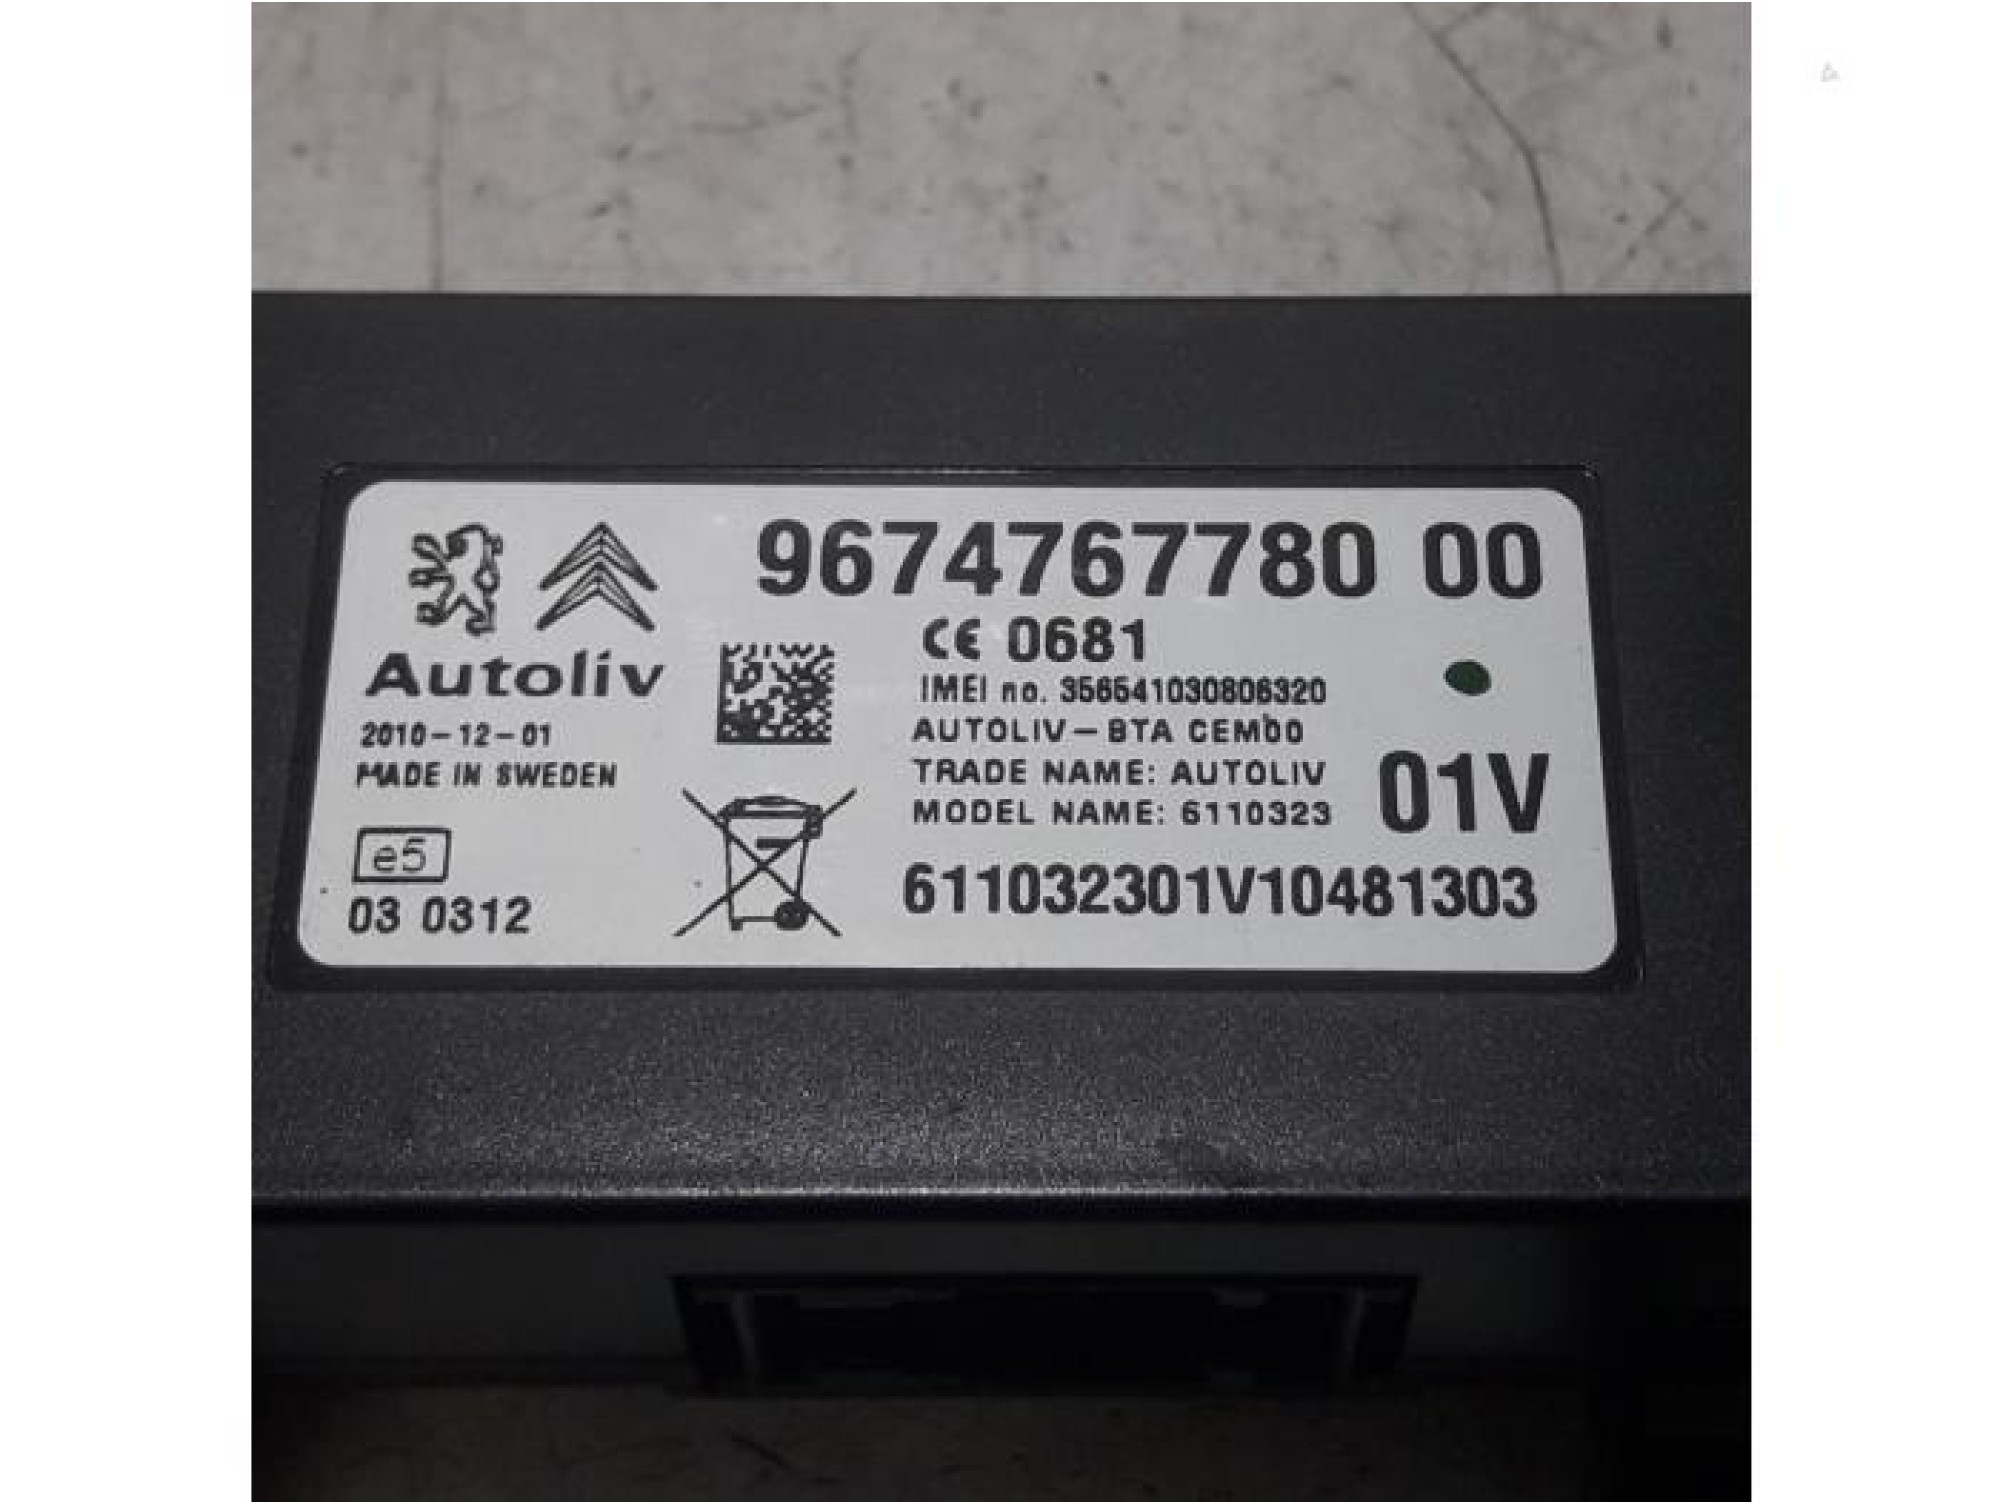 9674767780 00
CE 0681
Autoliv
IMEI no. 356541030806320
2010-12-01
AUTOLIV-BTA CEM00
MADE IN SWEDEN
TRADE NAME: AUTOLIV
01V
MODEL NAME: 6110323
e5
03 0312
611032301V10481303